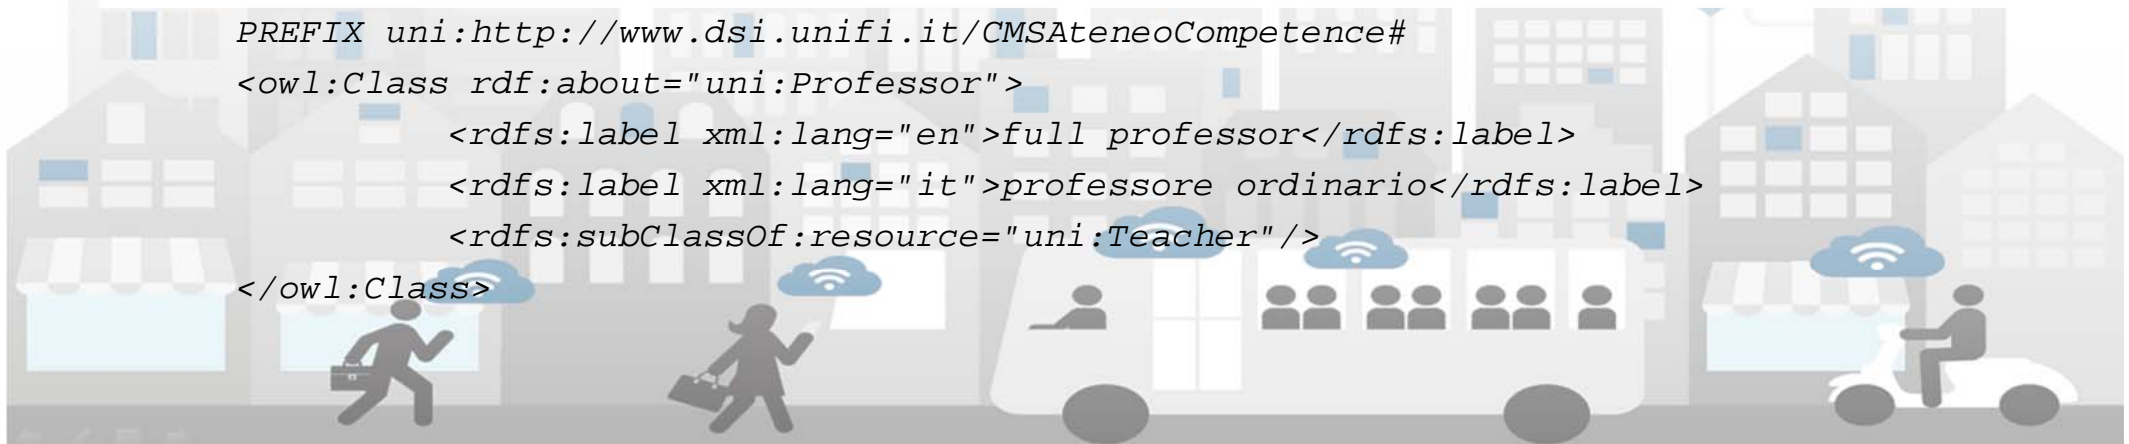 PREFIX uni:http://www.dsi.unifi.it/CMSAteneoCompetence#
<owl:Class rdf:about="uni:Professor">
<rdfs:label xml:lang="en">full professor</rdfs:label>
<rdfs:label xml:lang="it">professore ordinario</rdfs:label>
<rdfs:subClassOf:resource="uni:Teacher"/>
</owl:Class>